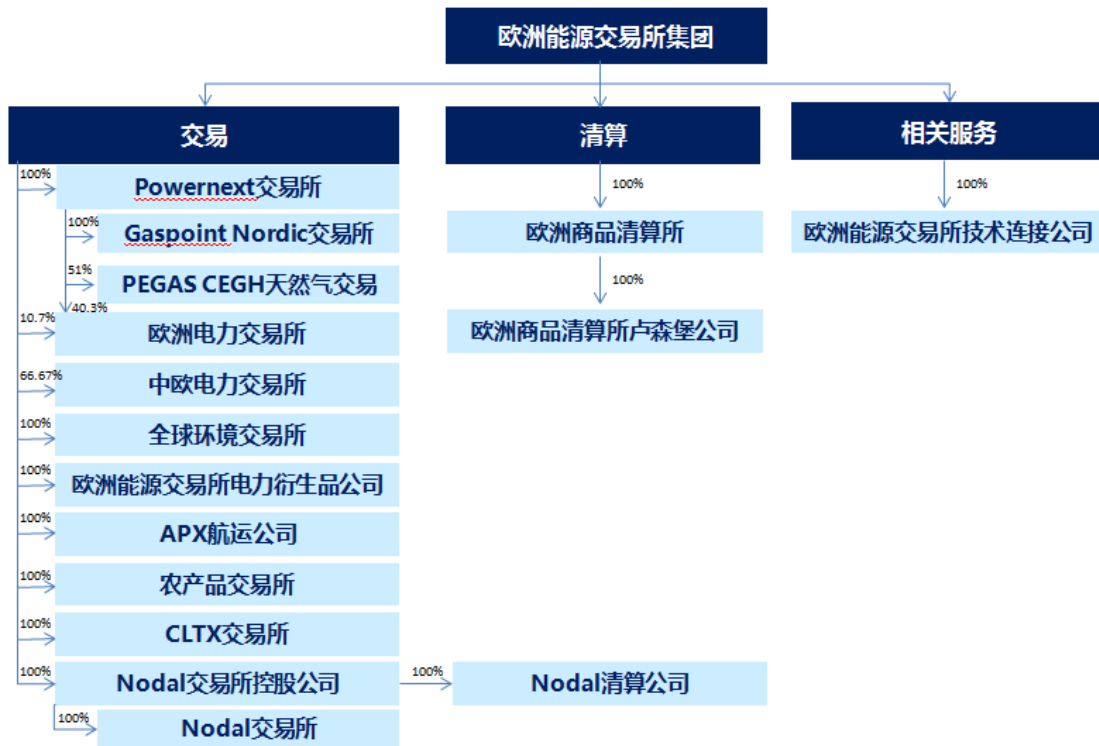 欧洲能源交易所集团
交易
清算
相关服务
100%
Powernext交易所
100%
Gaspoint Nordic交易所
51%
PEGAS CEGH天然气交易
40.3%
10.7%
欧洲电力交易所
66.67%
中欧电力交易所
100%
全球环境交易所
100%
欧洲能源交易所电力衍生品公司
100%
APX航运公司
100%
农产品交易所
100%
CLTX交易所
100%
Nodal交易所控股公司
100%
Nodal清算公司
100%
Nodal交易所
100%
欧洲商品清算所
100%
欧洲商品清算所卢森堡公司
100%
欧洲能源交易所技术连接公司